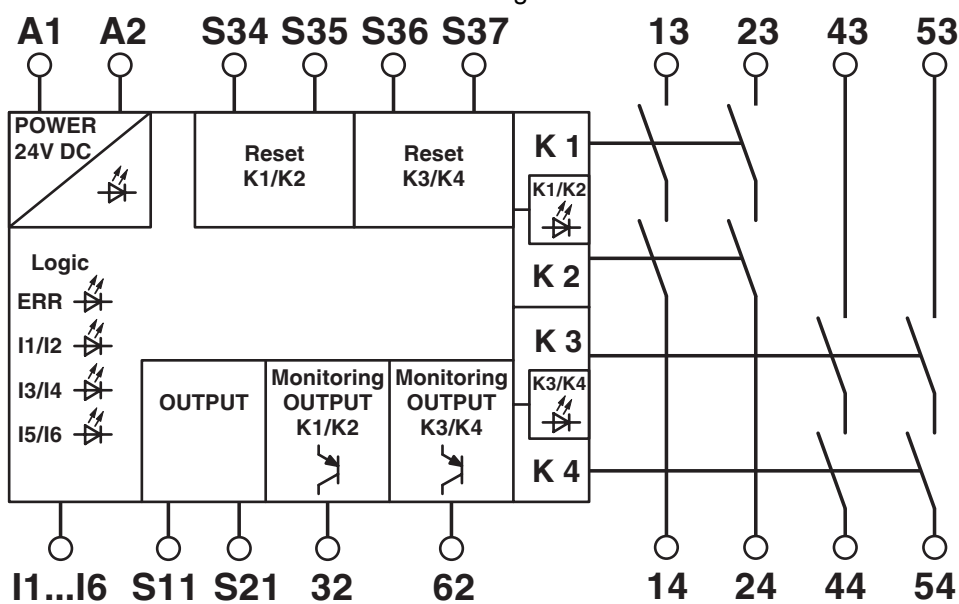 A1 A2 S34 S35 S36 S37 13 23 43 53
POWER
24V DC
Reset
K1/K2
Reset
K3/K4
K 1
K1/K2
K 2
Logic
ERR
I1/I2
I3/I4
I5/I6
OUTPUT
Monitoring
OUTPUT
K1/K2
Monitoring
OUTPUT
K3/K4
K 3
K3/K4
K 4
I1...I6 S11 S21 32 62 14 24 44 54